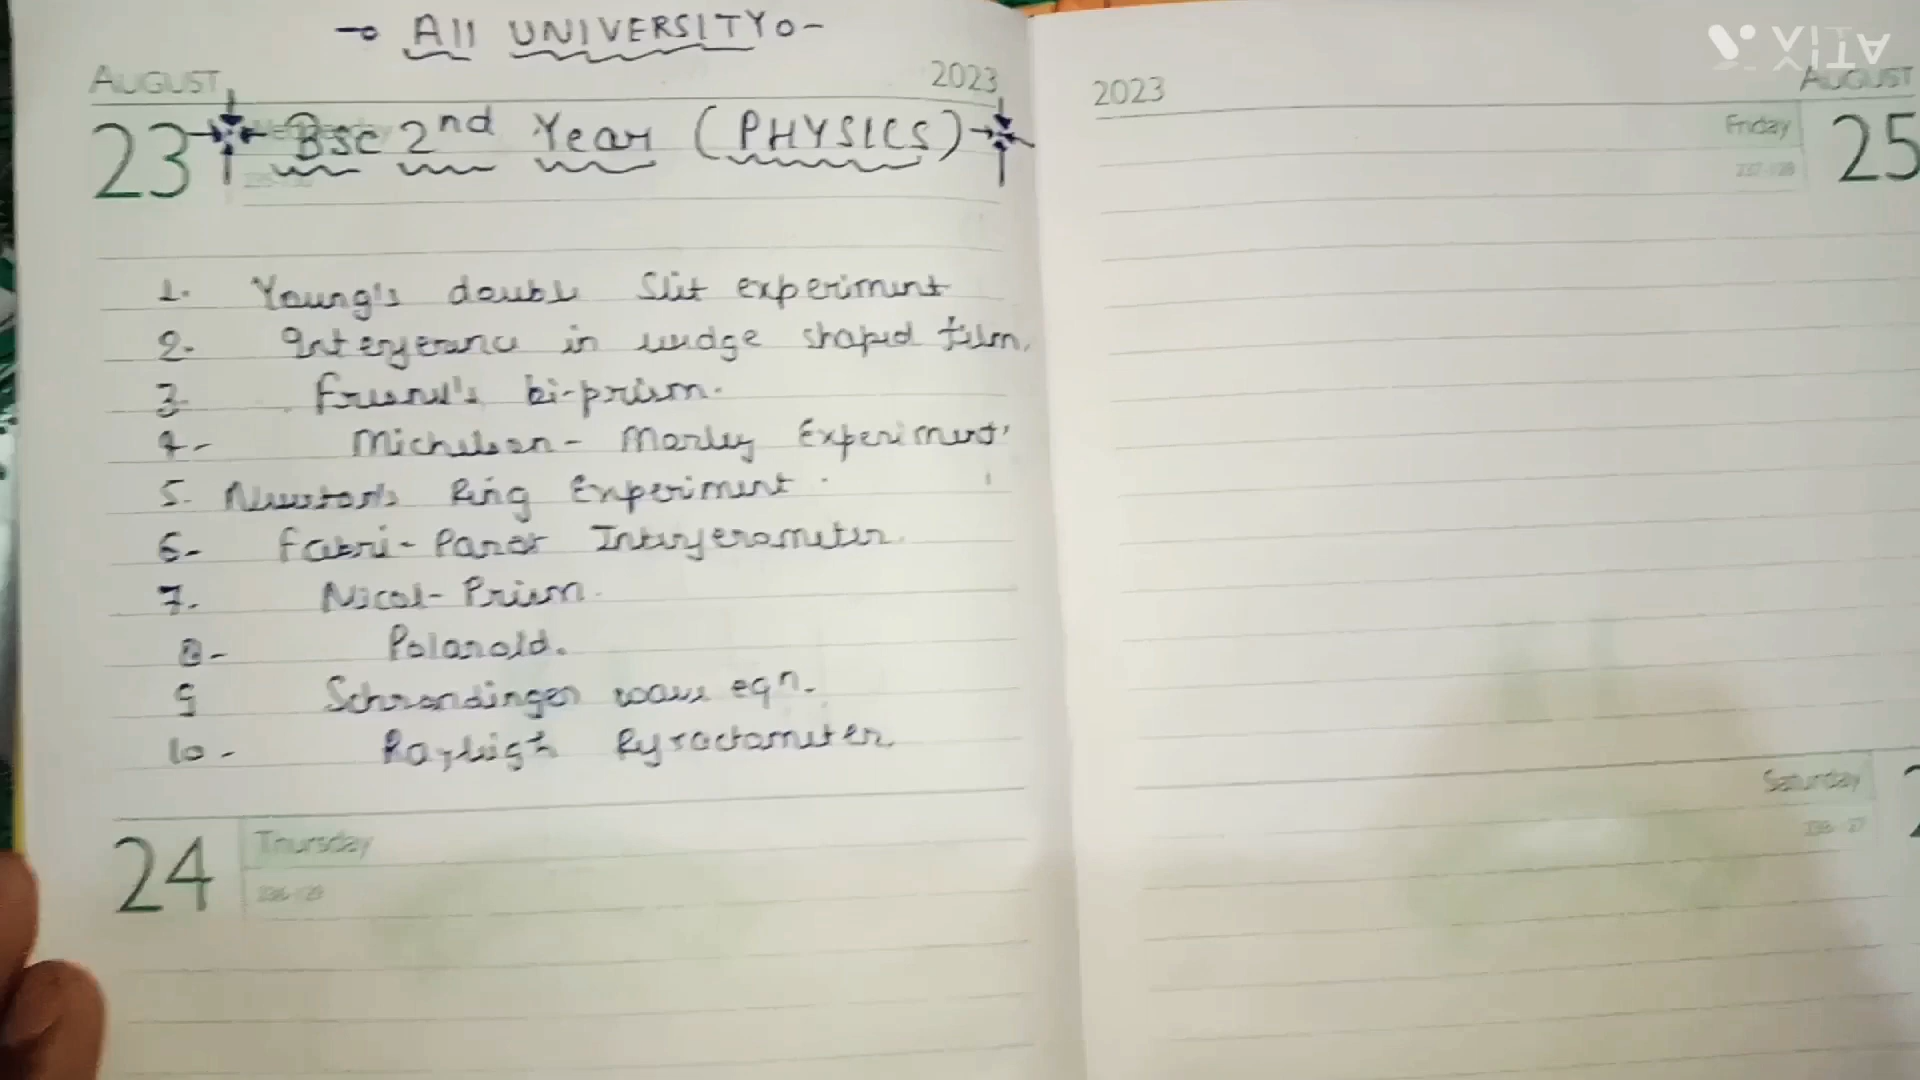 All UNIVERSITY
AUGUST 2023
23 Bsc 2nd Year (PHYSICS)
1. Young's double slit experiment
2. Interferance in wedge shaped film.
3 Fresnel's bi-prism.
4- Michelson- Morley Experiment
5. Newton's Ring Experiment.
6- Fabri- Parot Interferometer.
7. Nicol- Prism.
8- Polaroid.
9 Schrondinger wave eqn.
10- Rayleigh Refractometer.
24 Thursday
2023 AUGUST
Friday 25
Saturday
VITA